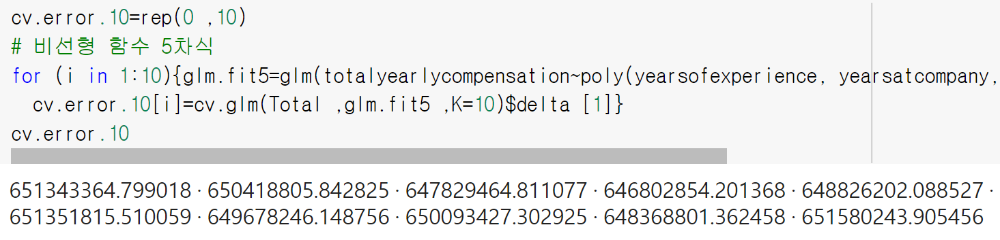 cv.error.10=rep(0 ,10)
# 비선형 함수 5차식
for (i in 1:10){glm.fit5=glm(totalyearlycompensation~poly(yearsofexperience, yearsatcompany,
cv.error.10[i]=cv.glm(Total ,glm.fit5 ,K=10)$delta [1]}
cv.error.10
651343364.799018 · 650418805.842825 · 647829464.811077 · 646802854.201368 · 648826202.088527 ·
651351815.510059 · 649678246.148756 · 650093427.302925 · 648368801.362458 · 651580243.905456